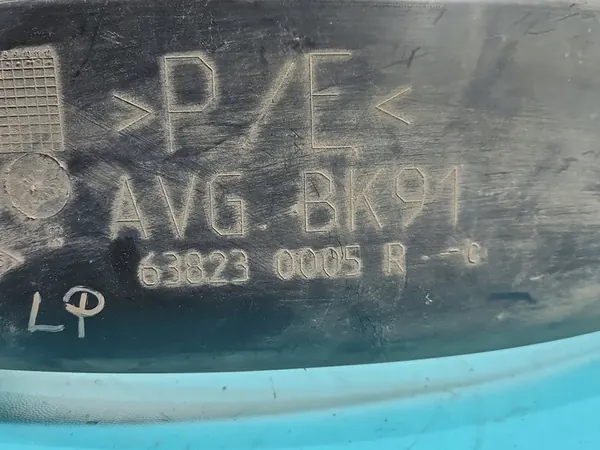 >P/E<
AVG. BK91
63823 0005 R -C
LP